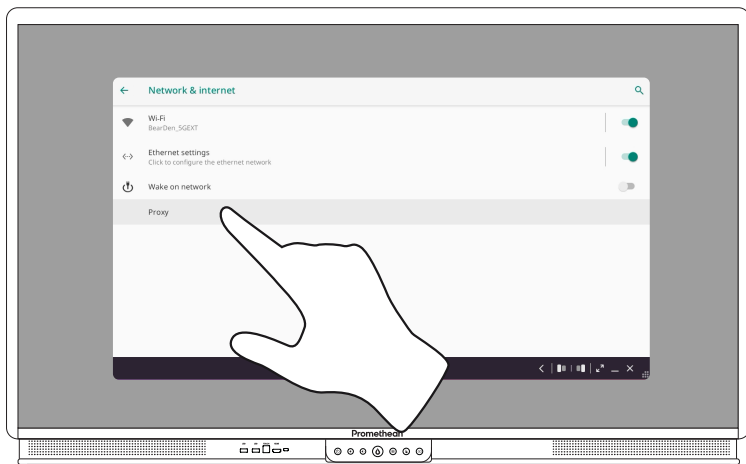 Network & internet
Wi-Fi
BearDen_5GEXT
Ethernet settings
Click to configure the ethernet network
Wake on network
Proxy
Promethean